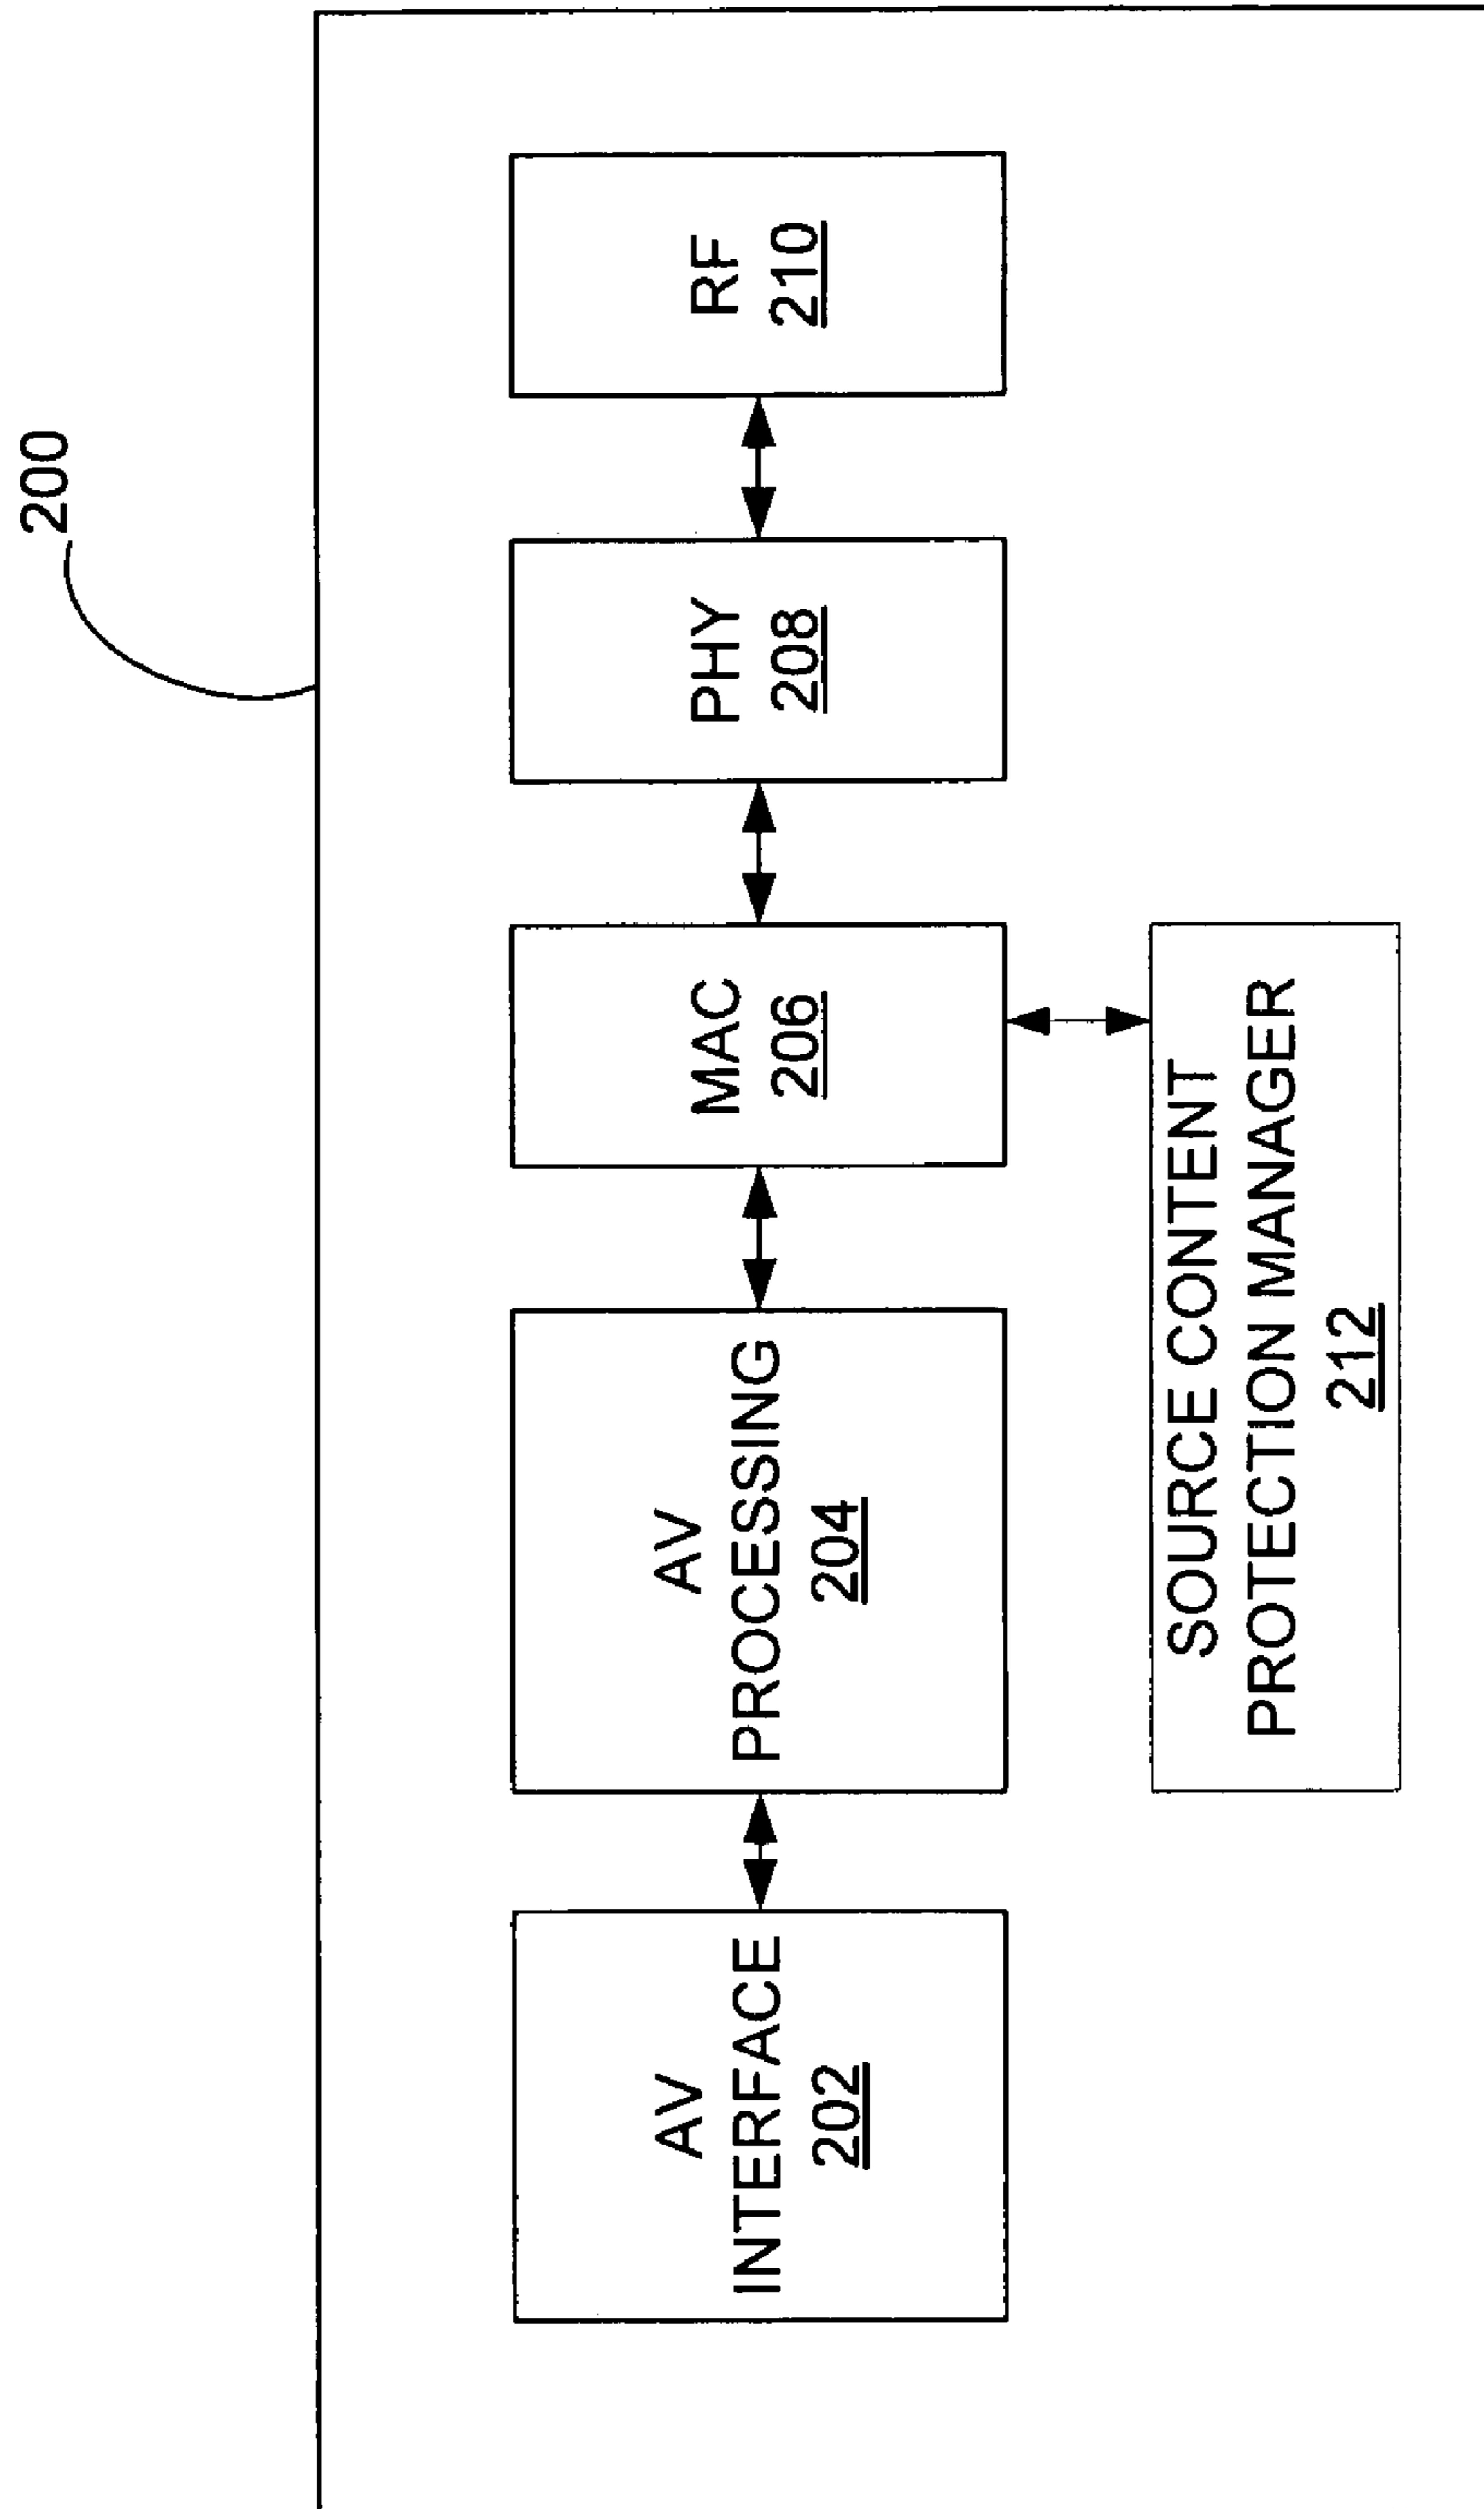 200
AV
INTERFACE
202
AV
PROCESSING
204
MAC
206
PHY
208
RF
210
SOURCE CONTENT
PROTECTION MANAGER
212